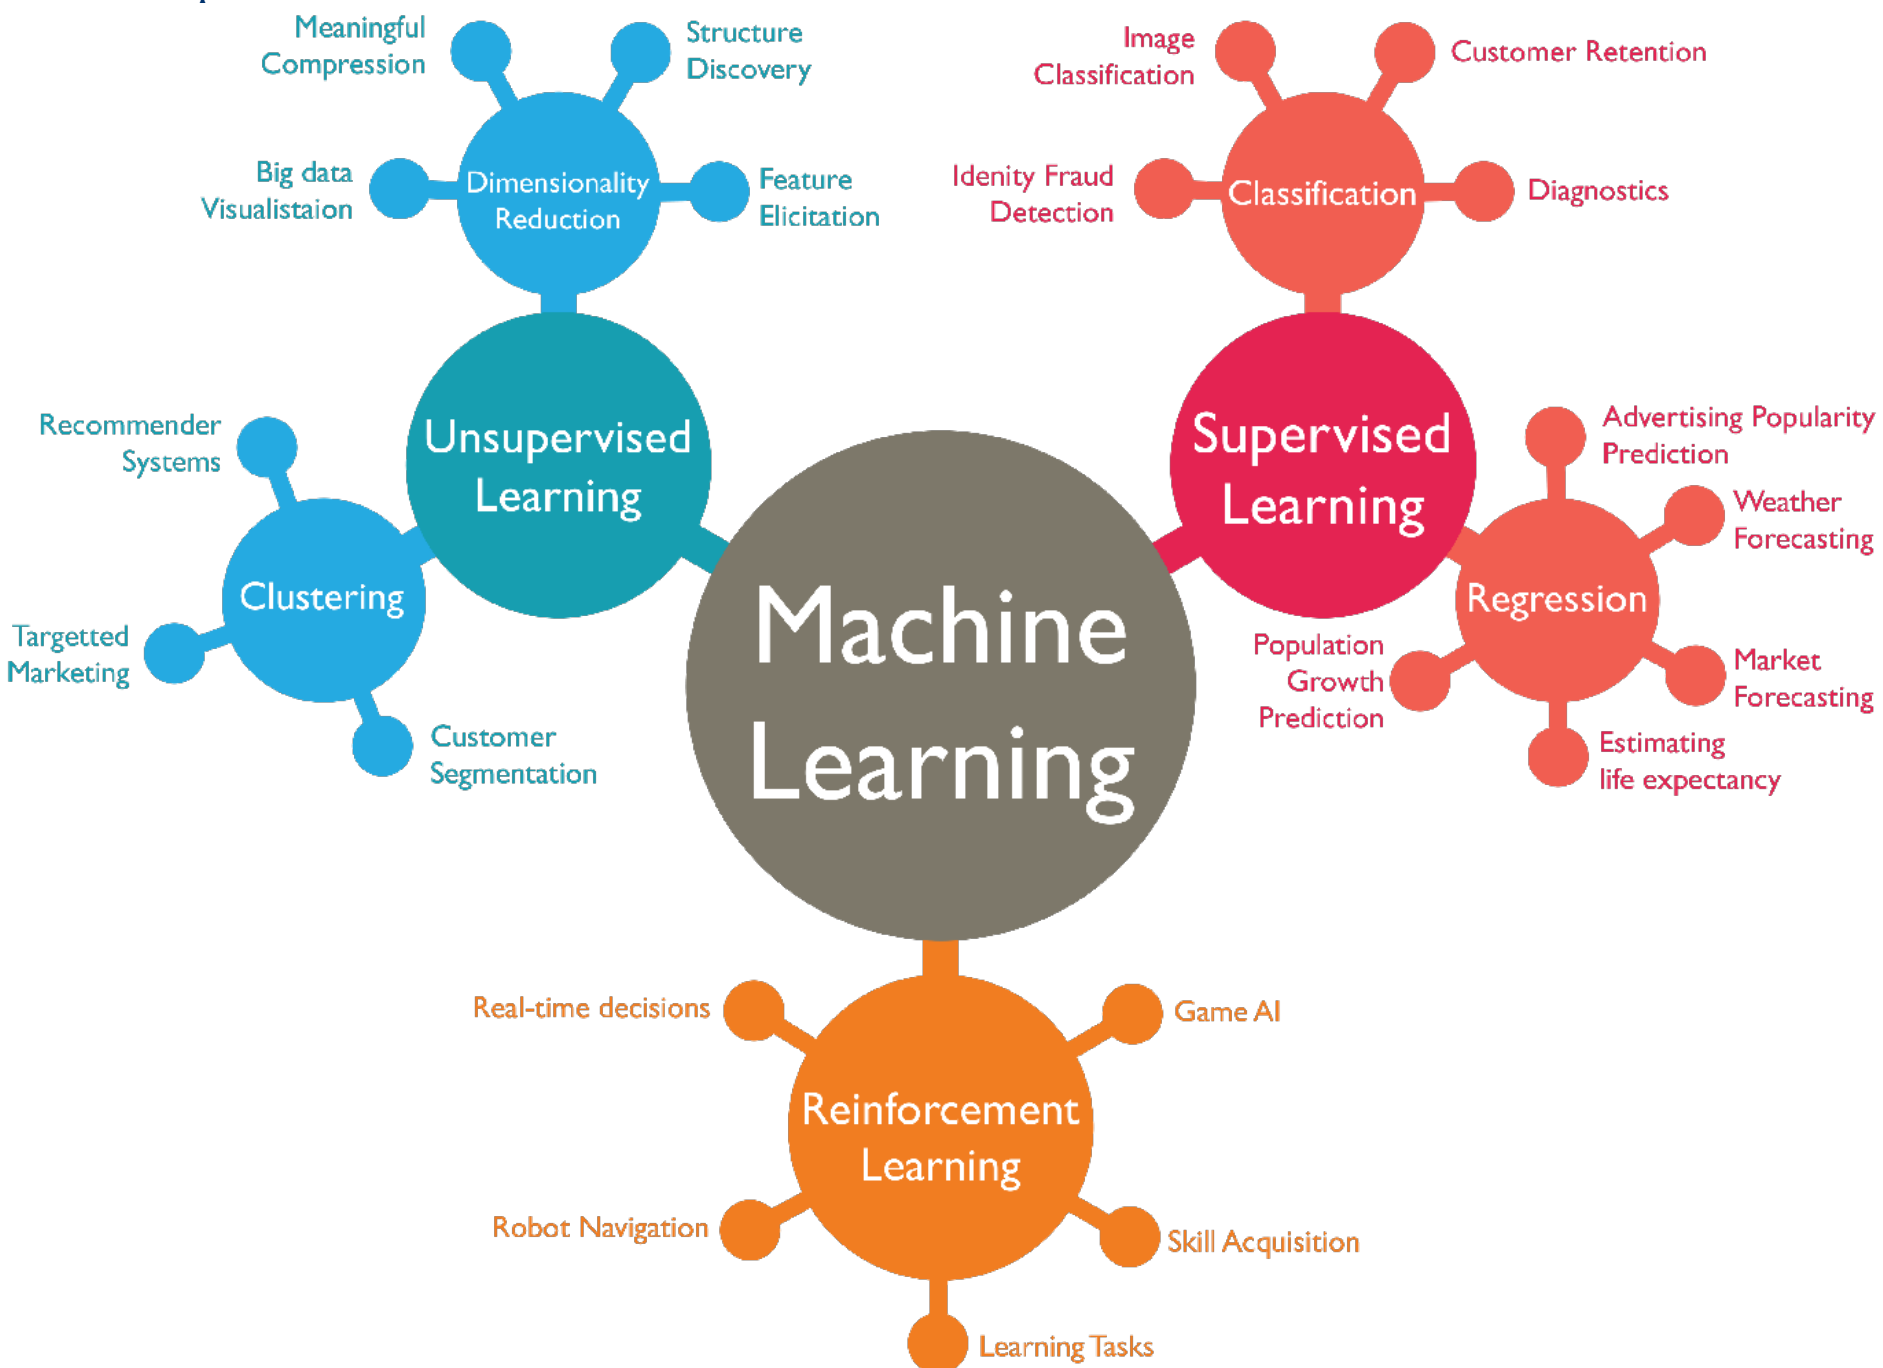 Meaningful
Compression
Structure
Discovery
Big data
Visualistaion
Dimensionality
Reduction
Feature
Elicitation
Image
Classification
Customer Retention
Idenity Fraud
Detection
Classification
Diagnostics
Unsupervised
Learning
Recommender
Systems
Clustering
Targetted
Marketing
Customer
Segmentation
Machine
Learning
Supervised
Learning
Advertising Popularity
Prediction
Weather
Forecasting
Regression
Population
Growth
Prediction
Market
Forecasting
Estimating
life expectancy
Real-time decisions
Game AI
Reinforcement
Learning
Robot Navigation
Skill Acquisition
Learning Tasks